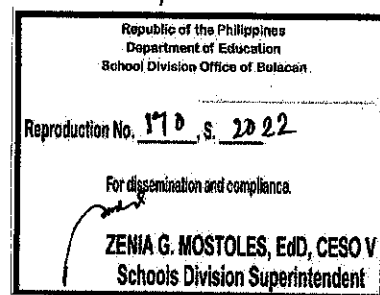 Republic of the Philippines
Department of Education
School Division Office of Bulacan
Reproduction No. 170, S. 2022
For dissemination and compliance.
ZENIA G. MOSTOLES, EdD, CESO V
Schools Division Superintendent